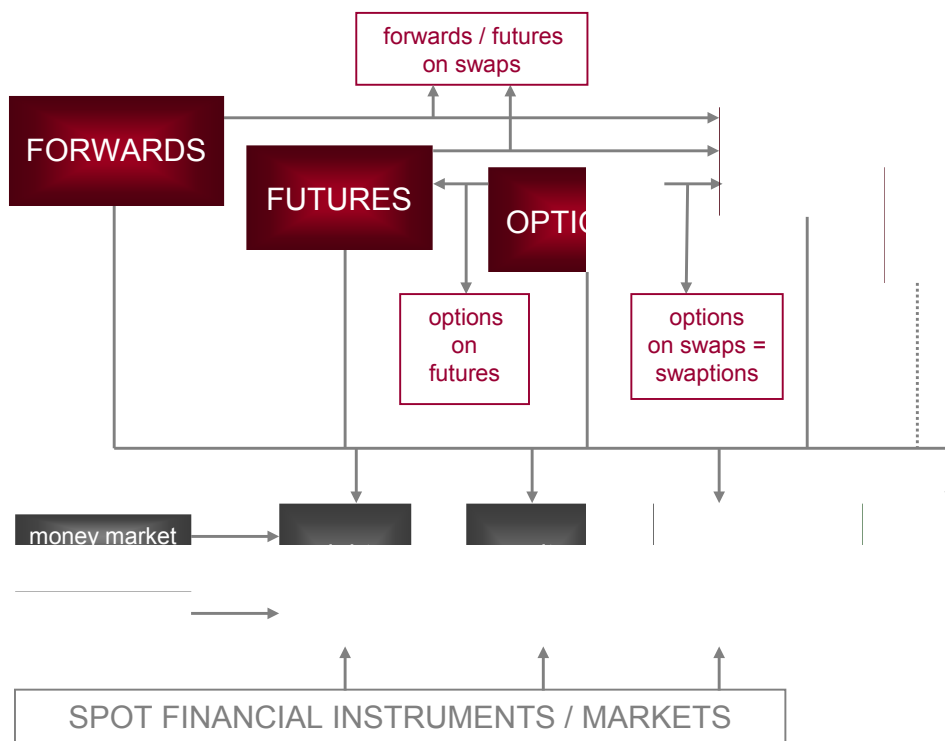 forwards / futures
on swaps
FORWARDS
FUTURES
options
on
futures
options
on swaps =
swaptions
money market
SPOT FINANCIAL INSTRUMENTS / MARKETS